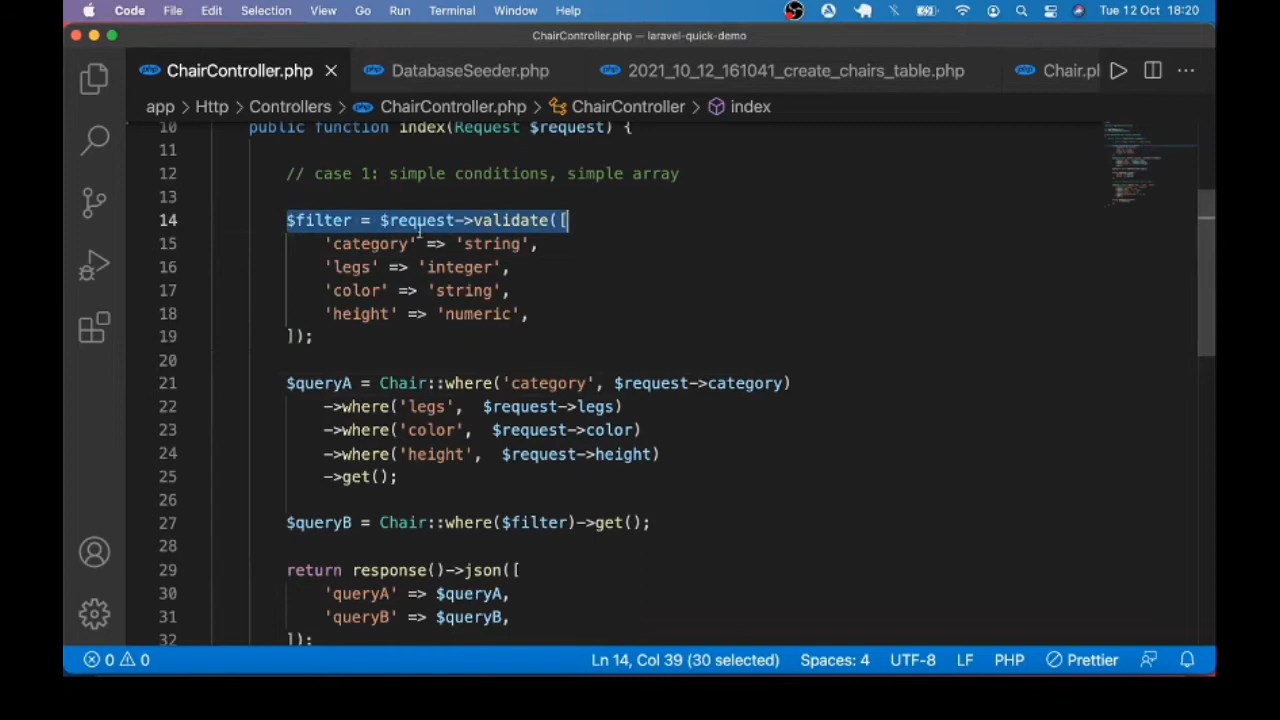 Code File Edit Selection View Go Run Terminal Window Help Tue 12 Oct 18:20
ChairController.php — laravel-quick-demo
ChairController.php DatabaseSeeder.php 2021_10_12_161041_create_chairs_table.php Chair.pl
app > Http > Controllers > ChairController.php > ChairController > index
10 public function index(Request $request) {
11
12 // case 1: simple conditions, simple array
13
14 $filter = $request->validate([
15 'category' => 'string',
16 'legs' => 'integer',
17 'color' => 'string',
18 'height' => 'numeric',
19 ]);
20
21 $queryA = Chair::where('category', $request->category)
22 ->where('legs', $request->legs)
23 ->where('color', $request->color)
24 ->where('height', $request->height)
25 ->get();
26
27 $queryB = Chair::where($filter)->get();
28
29 return response()->json([
30 'queryA' => $queryA,
31 'queryB' => $queryB,
32 ]);
0 0 Ln 14, Col 39 (30 selected) Spaces: 4 UTF-8 LF PHP Prettier